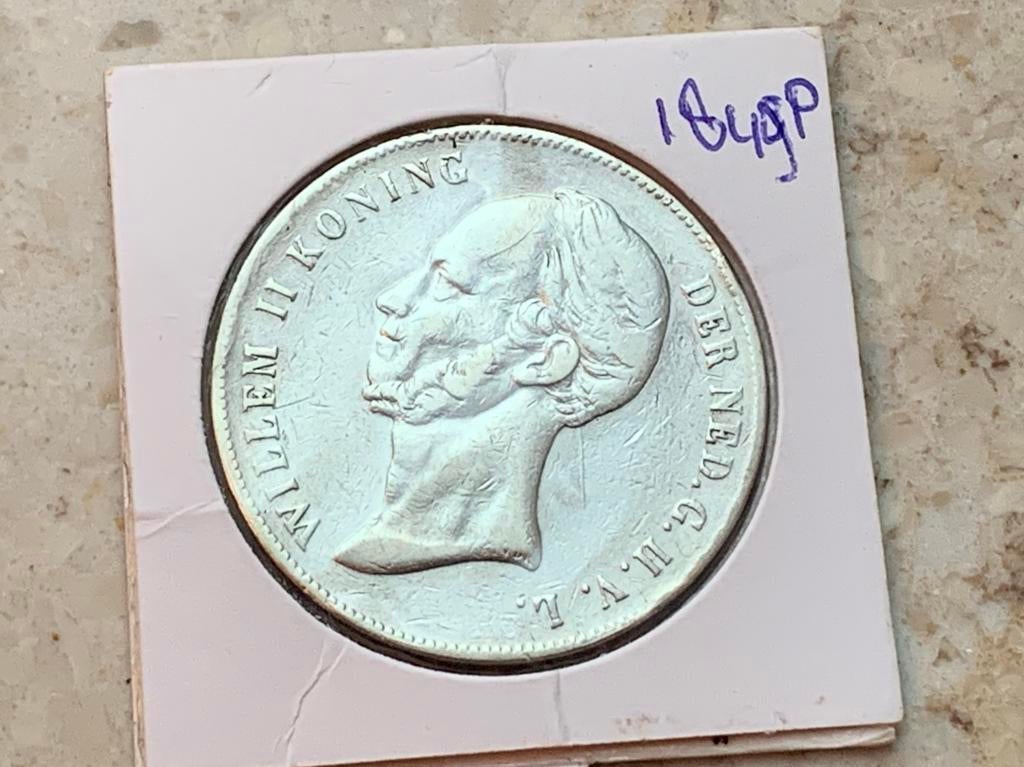 1849P
WILLEM II KONING
DER NED. G. H. V. L.